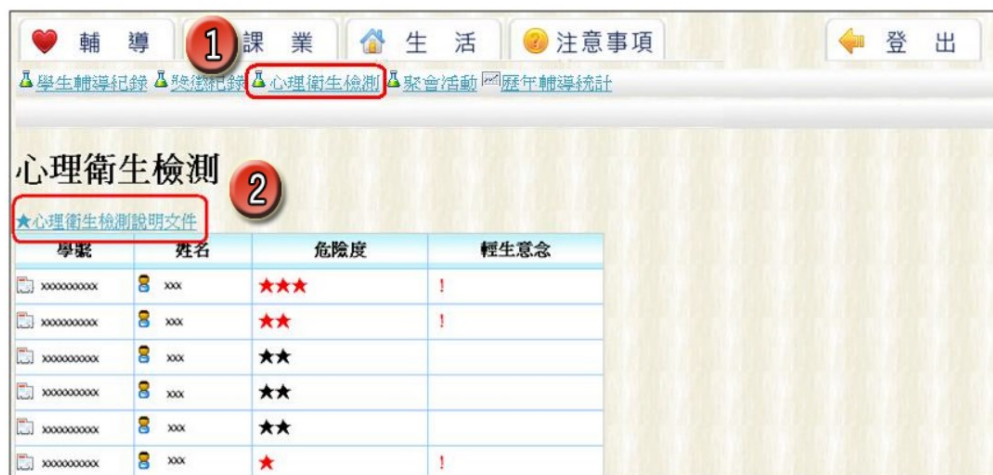 輔導 課業 生活 注意事項 登出
學生輔導紀錄 獎懲紀錄 心理衛生檢測 聚會活動 歷年輔導統計
1
心理衛生檢測
2
★心理衛生檢測說明文件
學號 姓名 危險度 輕生意念
xxxxxxxxxx xxx ★★★ !
xxxxxxxxxx xxx ★★ !
xxxxxxxxxx xxx ★★
xxxxxxxxxx xxx ★★
xxxxxxxxxx xxx ★★
xxxxxxxxxx xxx ★ !